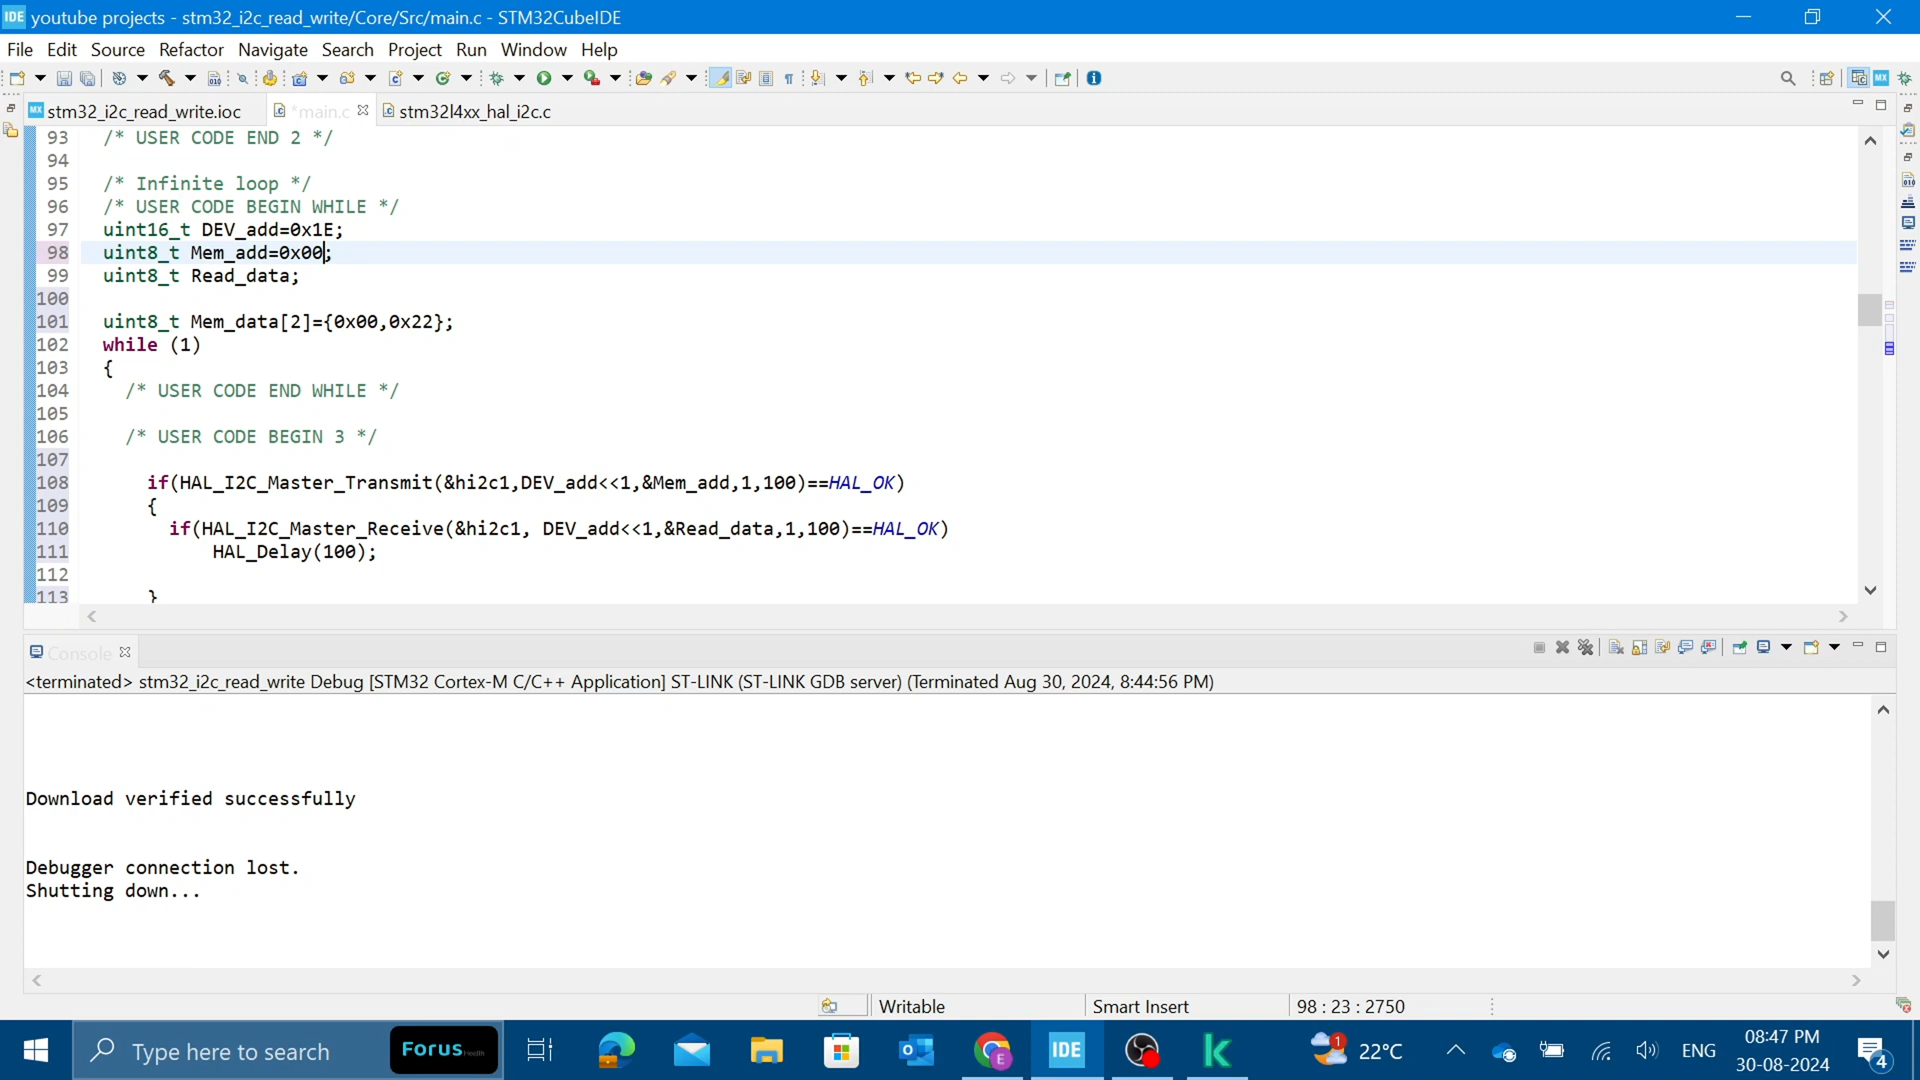 IDE youtube projects - stm32_i2c_read_write/Core/Src/main.c - STM32CubeIDE
File Edit Source Refactor Navigate Search Project Run Window Help
MX stm32_i2c_read_write.ioc *main.c stm32l4xx_hal_i2c.c
93 /* USER CODE END 2 */
94
95 /* Infinite loop */
96 /* USER CODE BEGIN WHILE */
97 uint16_t DEV_add=0x1E;
98 uint8_t Mem_add=0x00;
99 uint8_t Read_data;
100
101 uint8_t Mem_data[2]={0x00,0x22};
102 while (1)
103 {
104 /* USER CODE END WHILE */
105
106 /* USER CODE BEGIN 3 */
107
108 if(HAL_I2C_Master_Transmit(&hi2c1,DEV_add<<1,&Mem_add,1,100)==HAL_OK)
109 {
110 if(HAL_I2C_Master_Receive(&hi2c1, DEV_add<<1,&Read_data,1,100)==HAL_OK)
111 HAL_Delay(100);
112
113 }
Console
<terminated> stm32_i2c_read_write Debug [STM32 Cortex-M C/C++ Application] ST-LINK (ST-LINK GDB server) (Terminated Aug 30, 2024, 8:44:56 PM)
Download verified successfully
Debugger connection lost.
Shutting down...
Writable Smart Insert 98 : 23 : 2750
Type here to search Forus Health IDE 1 22°C ENG 08:47 PM
30-08-2024 4